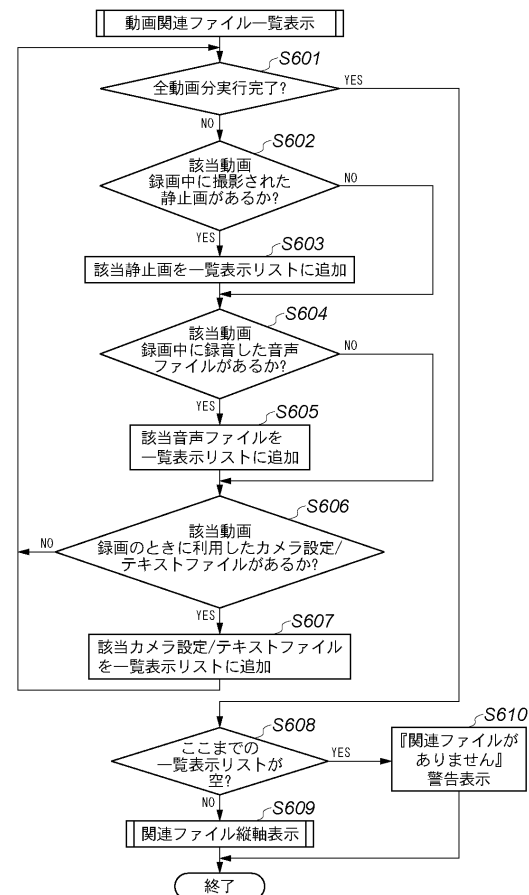 動画関連ファイル一覧表示
S601
全動画分実行完了?
YES
NO
S602
該当動画
録画中に撮影された
静止画があるか?
NO
YES
S603
該当静止画を一覧表示リストに追加
S604
該当動画
録画中に録音した音声
ファイルがあるか?
NO
YES
S605
該当音声ファイルを
一覧表示リストに追加
S606
該当動画
録画のときに利用したカメラ設定/
テキストファイルがあるか?
NO
YES
S607
該当カメラ設定/テキストファイル
を一覧表示リストに追加
S608
ここまでの
一覧表示リストが
空?
YES
S610
『関連ファイルが
ありません』
警告表示
NO
S609
関連ファイル縦軸表示
終了